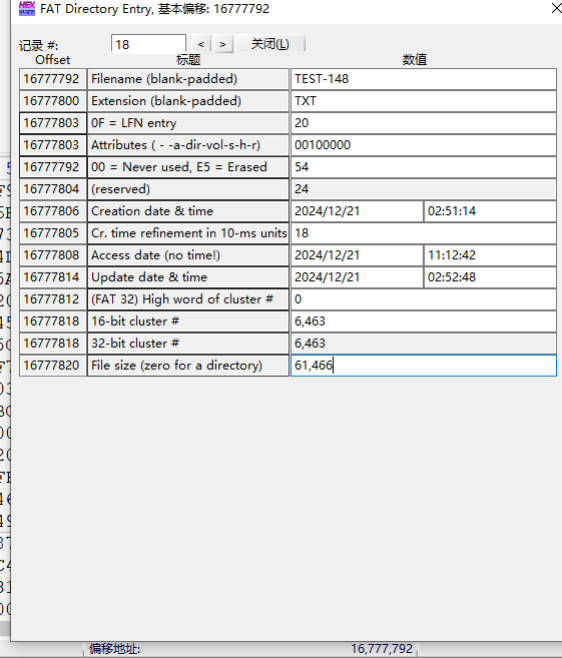 FAT Directory Entry, 基本偏移: 16777792
记录 #: 18 < > 关闭(L)
Offset 标题 数值
16777792 Filename (blank-padded) TEST-148
16777800 Extension (blank-padded) TXT
16777803 0F = LFN entry 20
16777803 Attributes ( - -a-dir-vol-s-h-r) 00100000
16777792 00 = Never used, E5 = Erased 54
16777804 (reserved) 24
16777806 Creation date & time 2024/12/21 02:51:14
16777805 Cr. time refinement in 10-ms units 18
16777808 Access date (no time!) 2024/12/21 11:12:42
16777814 Update date & time 2024/12/21 02:52:48
16777812 (FAT 32) High word of cluster # 0
16777818 16-bit cluster # 6,463
16777818 32-bit cluster # 6,463
16777820 File size (zero for a directory) 61,466
偏移地址: 16,777,792